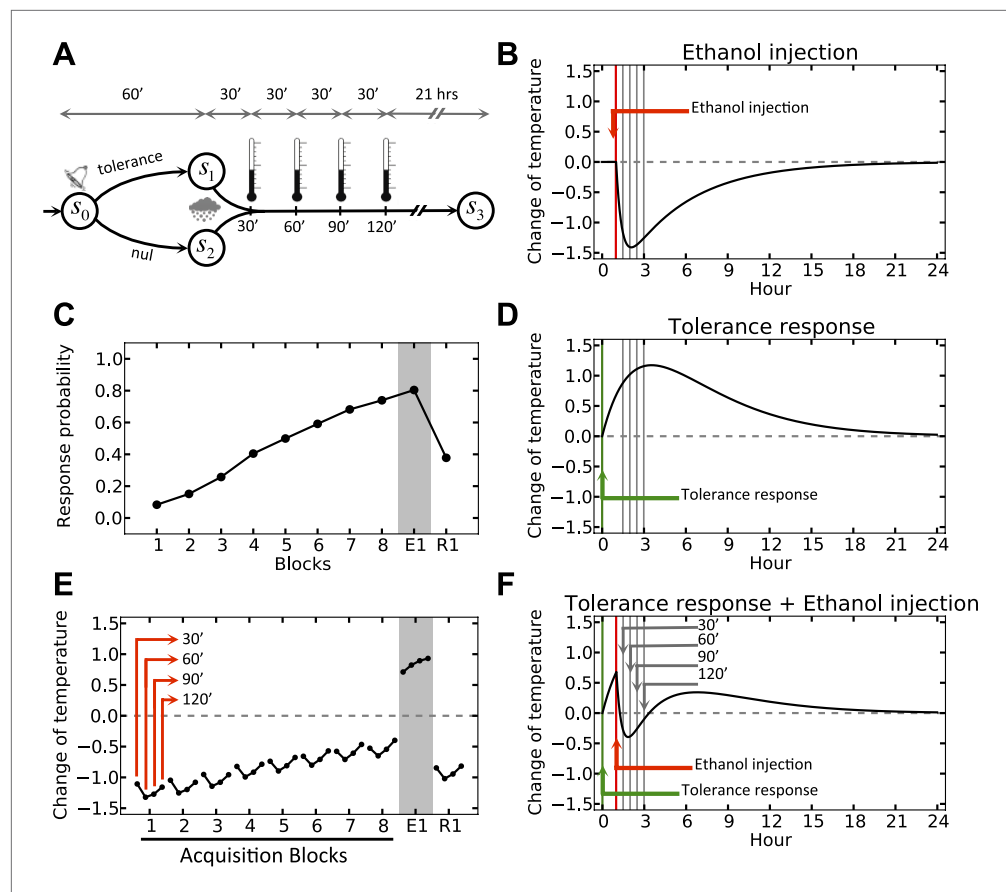 A
60′ 30′ 30′ 30′ 30′ 21 hrs
tolerance
S0 S1 S2 S3
nul
30′ 60′ 90′ 120′
B
Ethanol injection
Change of temperature
1.5
1.0
0.5
0.0
−0.5
−1.0
−1.5
Ethanol injection
0 3 6 9 12 15 18 21 24
Hour
C
Response probability
1.0
0.8
0.6
0.4
0.2
0.0
1 2 3 4 5 6 7 8 E1 R1
Blocks
D
Tolerance response
Change of temperature
1.5
1.0
0.5
0.0
−0.5
−1.0
−1.5
Tolerance response
0 3 6 9 12 15 18 21 24
Hour
E
Change of temperature
1.5
1.0
0.5
0.0
−0.5
−1.0
−1.5
30′
60′
90′
120′
1 2 3 4 5 6 7 8 E1 R1
Acquisition Blocks
F
Tolerance response + Ethanol injection
Change of temperature
1.5
1.0
0.5
0.0
−0.5
−1.0
−1.5
30′
60′
90′
120′
Ethanol injection
Tolerance response
0 3 6 9 12 15 18 21 24
Hour